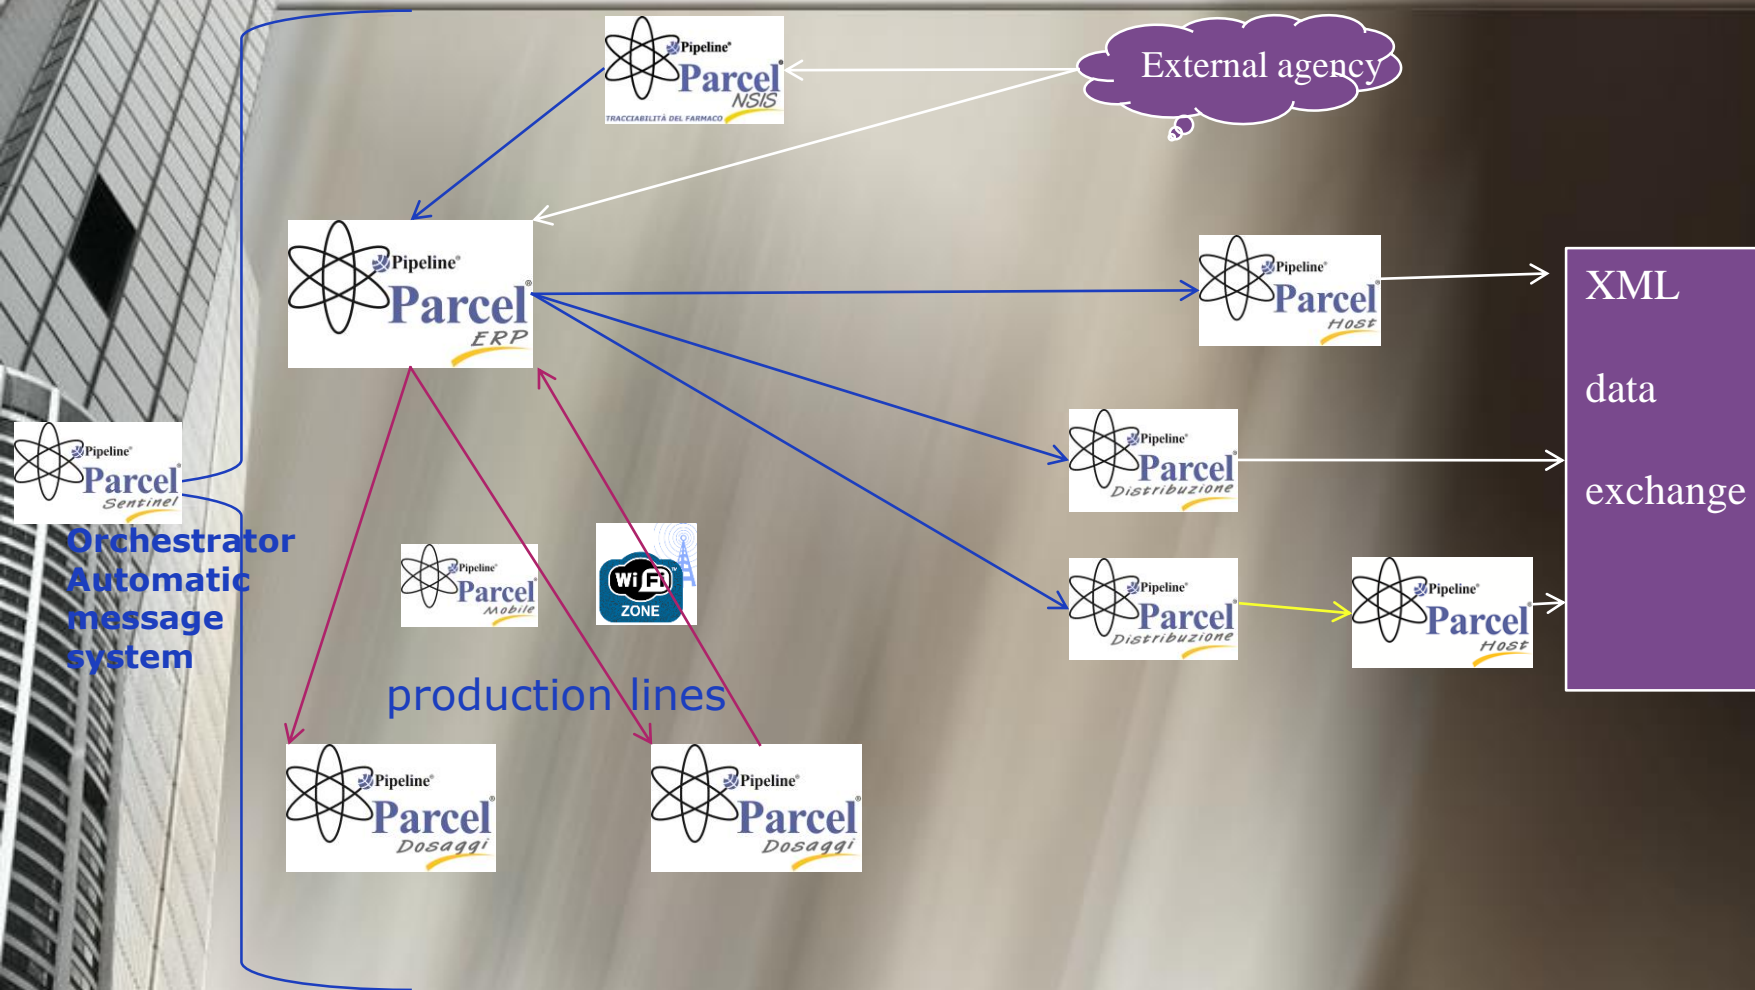 Pipeline®
Parcel®
NSIS
TRACCIABILITÀ DEL FARMACO
External agency
Pipeline®
Parcel®
ERP
Pipeline®
Parcel®
Host
XML
data
exchange
Pipeline®
Parcel®
Sentinel
Orchestrator
Automatic
message
system
Pipeline®
Parcel®
Distribuzione
Pipeline®
Parcel®
Mobile
Wi Fi
ZONE
Pipeline®
Parcel®
Distribuzione
Pipeline®
Parcel®
Host
production lines
Pipeline®
Parcel®
Dosaggi
Pipeline®
Parcel®
Dosaggi